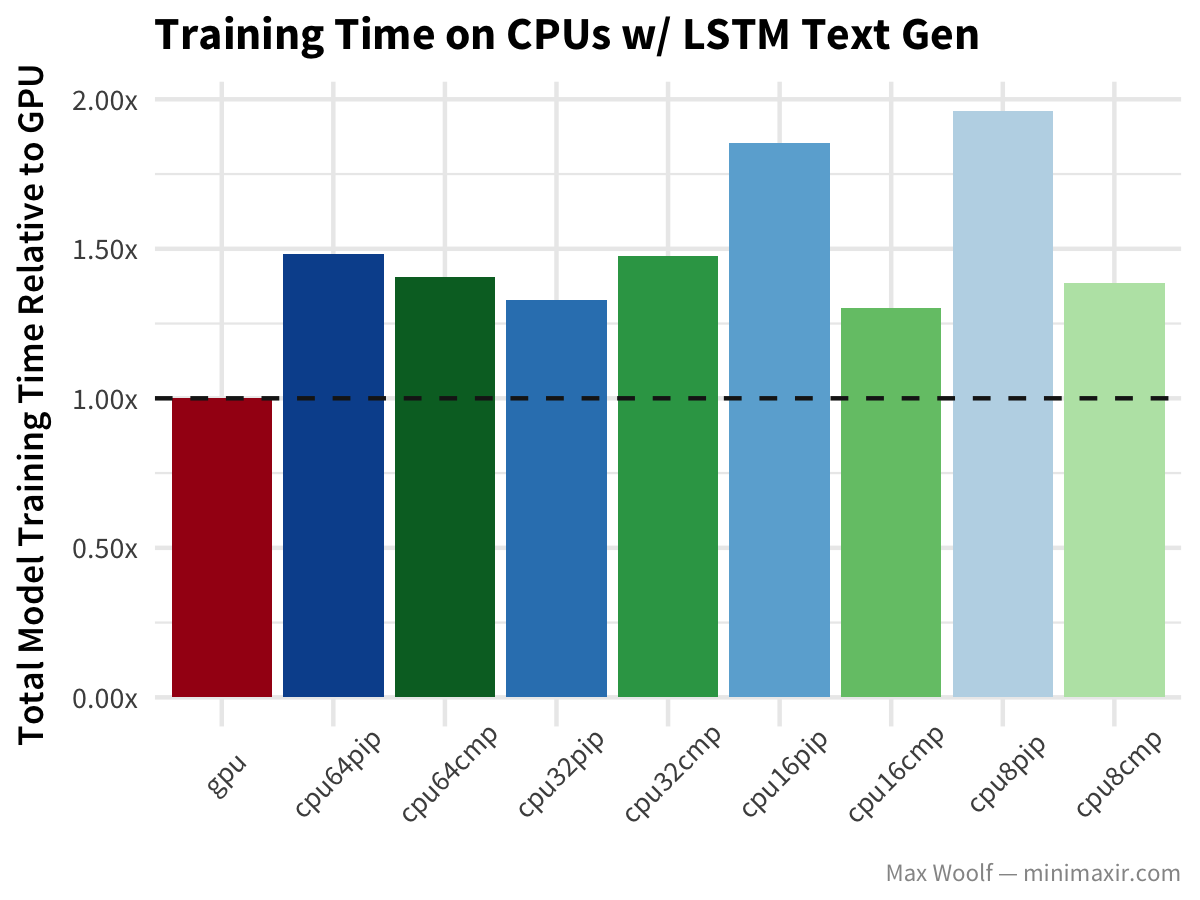 Training Time on CPUs w/ LSTM Text Gen
Total Model Training Time Relative to GPU
2.00x
1.50x
1.00x
0.50x
0.00x
gpu
cpu64pip
cpu64cmp
cpu32pip
cpu32cmp
cpu16pip
cpu16cmp
cpu8pip
cpu8cmp
Max Woolf — minimaxir.com